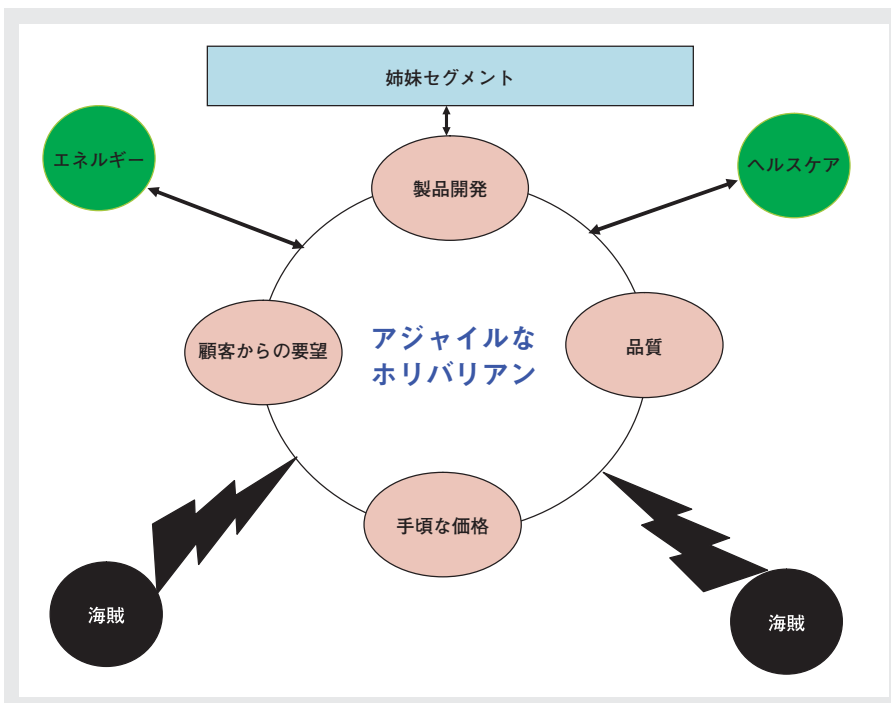 姉妹セグメント
エネルギー
ヘルスケア
製品開発
顧客からの要望
アジャイルな
ホリバリアン
品質
手頃な価格
海賊
海賊